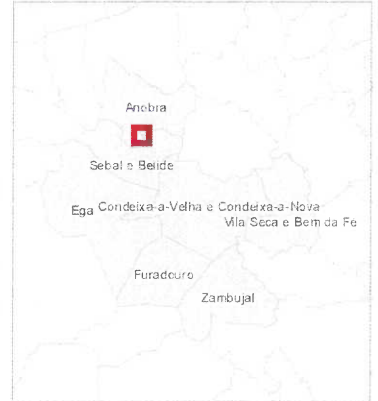 Anobra
Sebal e Belide
Ega
Condeixa-a-Velha e Condeixa-a-Nova
Vila Seca e Bem da Fe
Furadouro
Zambujal